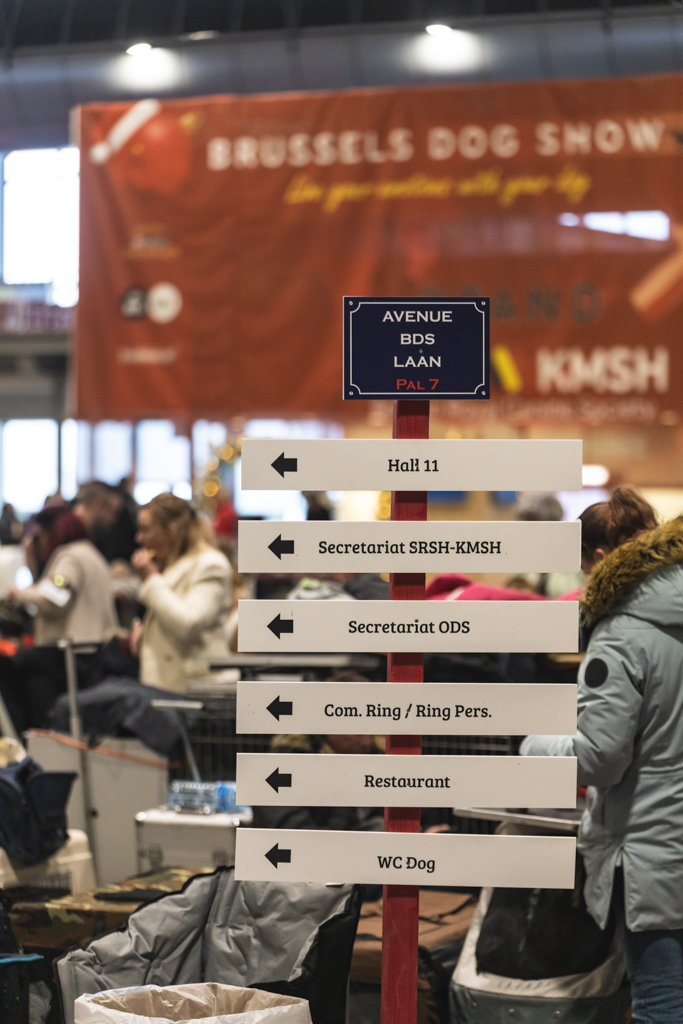 BRUSSELS DOG SHOW
AVENUE
BDS
LAAN
PAL 7
KMSH
Hall 11
Secretariat SRSH-KMSH
Secretariat ODS
Com. Ring / Ring Pers.
Restaurant
WC Dog